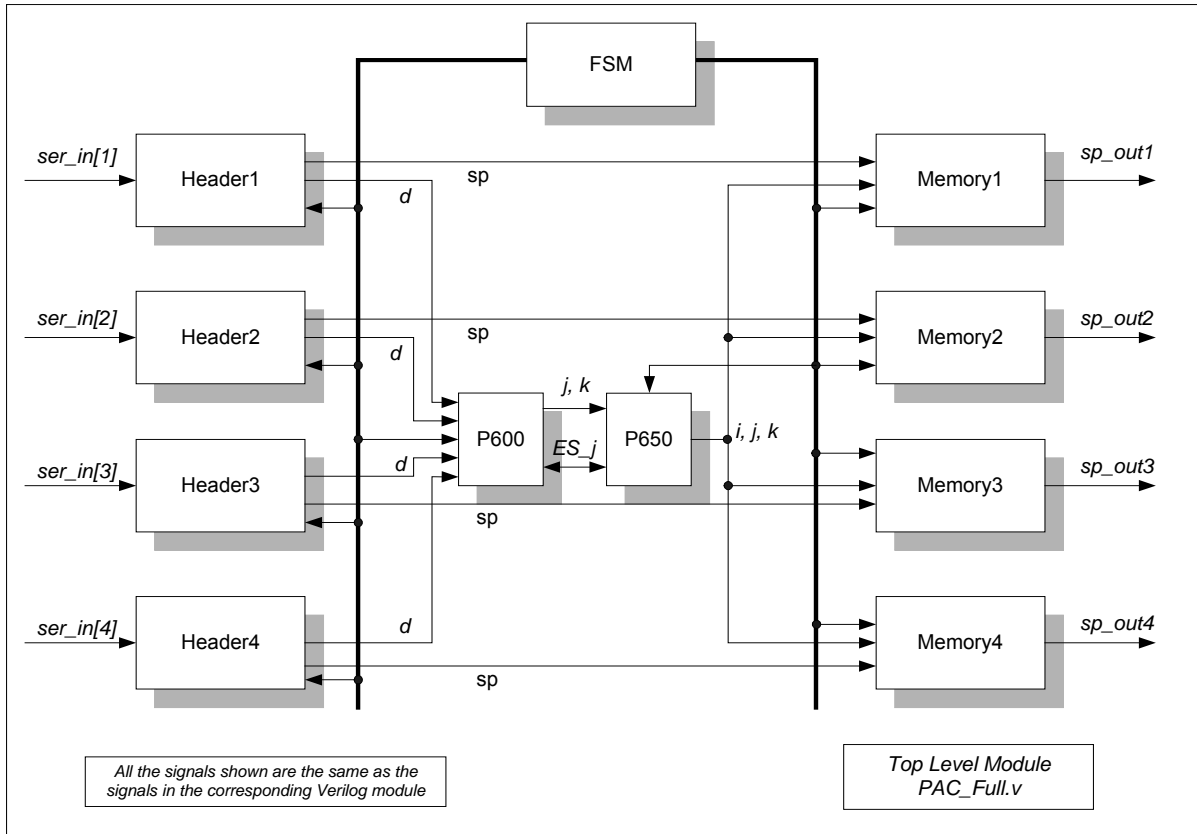 FSM
ser_in[1]
Header1
sp
d
Memory1
sp_out1
ser_in[2]
Header2
sp
d
Memory2
sp_out2
j, k
P600
P650
ES_j
i, j, k
ser_in[3]
Header3
d
sp
Memory3
sp_out3
ser_in[4]
Header4
d
sp
Memory4
sp_out4
All the signals shown are the same as the
signals in the corresponding Verilog module
Top Level Module
PAC_Full.v